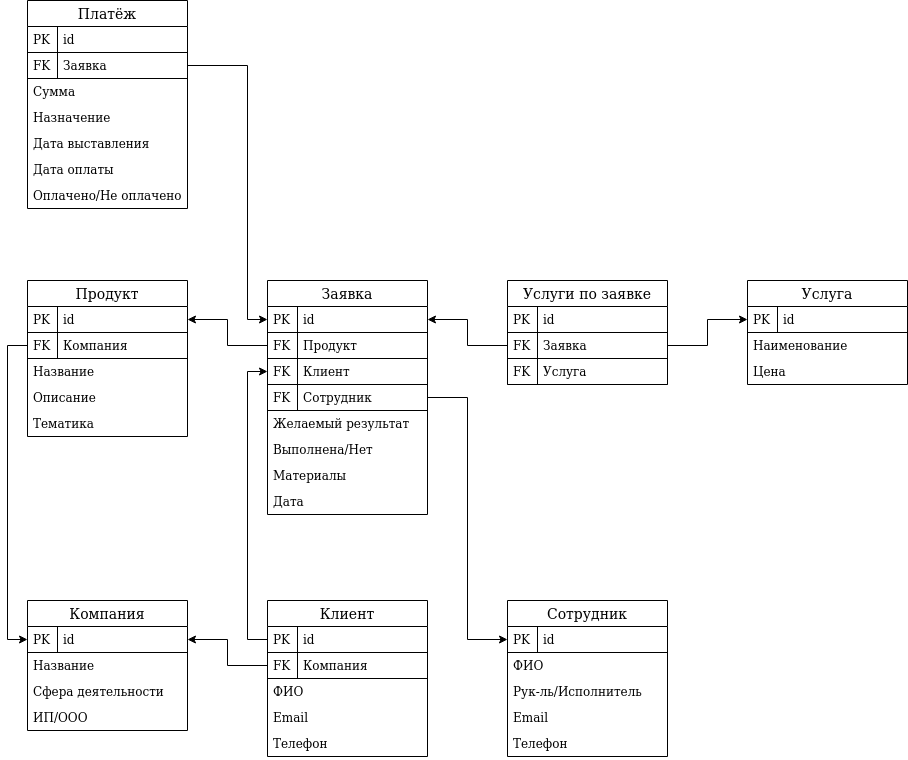 Платёж
PK id
FK Заявка
Сумма
Назначение
Дата выставления
Дата оплаты
Оплачено/Не оплачено
Продукт
PK id
FK Компания
Название
Описание
Тематика
Заявка
PK id
FK Продукт
FK Клиент
FK Сотрудник
Желаемый результат
Выполнена/Нет
Материалы
Дата
Услуги по заявке
PK id
FK Заявка
FK Услуга
Услуга
PK id
Наименование
Цена
Компания
PK id
Название
Сфера деятельности
ИП/ООО
Клиент
PK id
FK Компания
ФИО
Email
Телефон
Сотрудник
PK id
ФИО
Рук-ль/Исполнитель
Email
Телефон